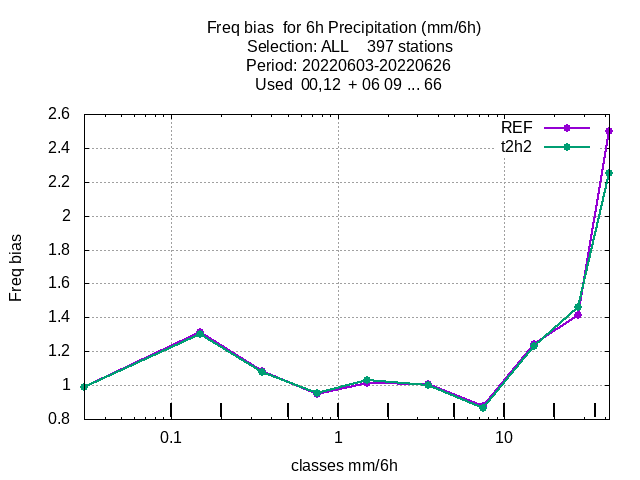 Freq bias  for 6h Precipitation (mm/6h)
Selection: ALL    397 stations
Period: 20220603-20220626
Used  00,12  + 06 09 ... 66
REF
t2h2
2.6
2.4
2.2
2
1.8
1.6
1.4
1.2
1
0.8
Freq bias
0.1
1
10
classes mm/6h